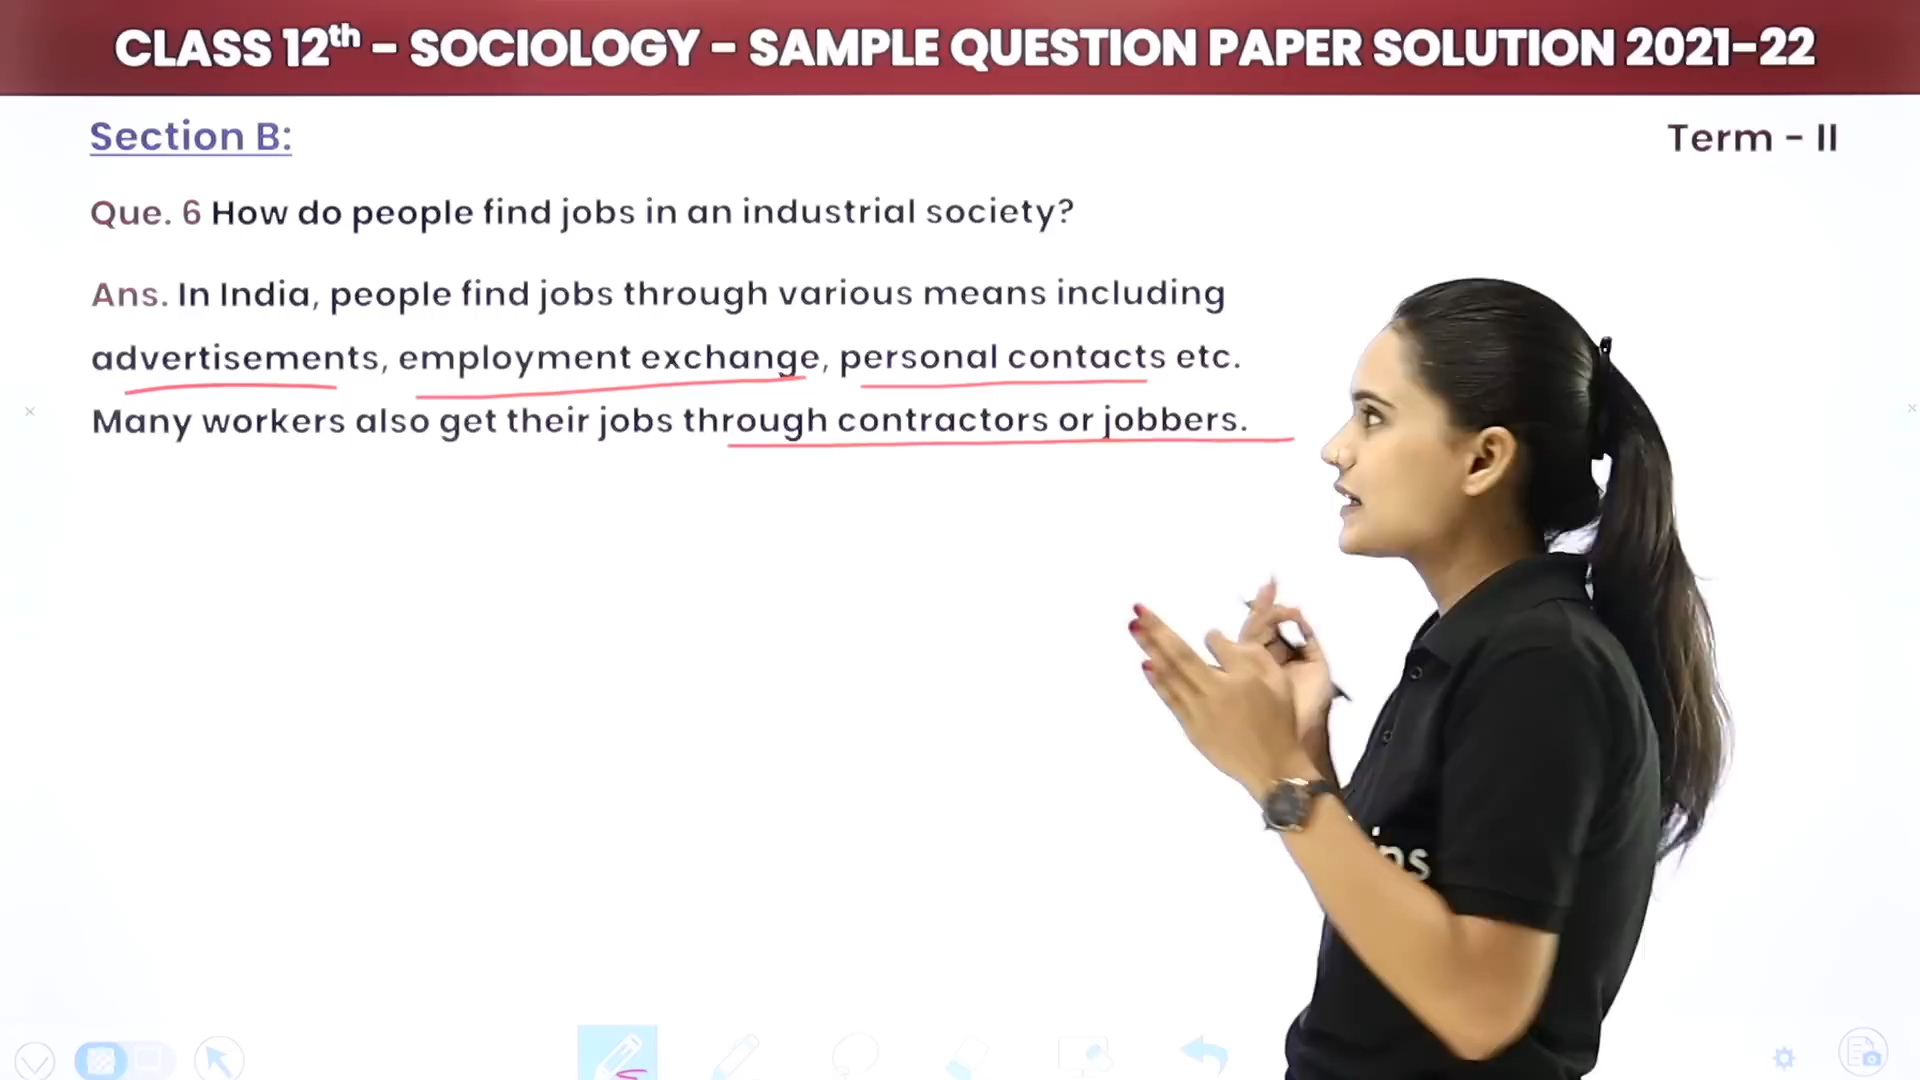 CLASS 12th – SOCIOLOGY – SAMPLE QUESTION PAPER SOLUTION 2021-22
Section B:
Term - II
Que. 6 How do people find jobs in an industrial society?
Ans. In India, people find jobs through various means including
advertisements, employment exchange, personal contacts etc.
Many workers also get their jobs through contractors or jobbers.